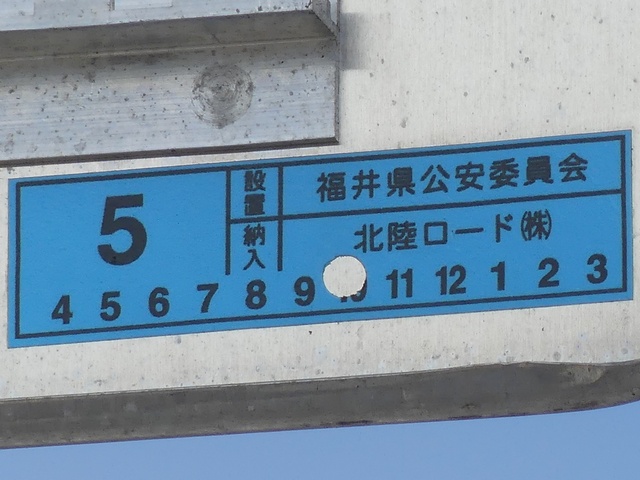 5
設置 福井県公安委員会
納入 北陸ロード(株)
4 5 6 7 8 9 10 11 12 1 2 3